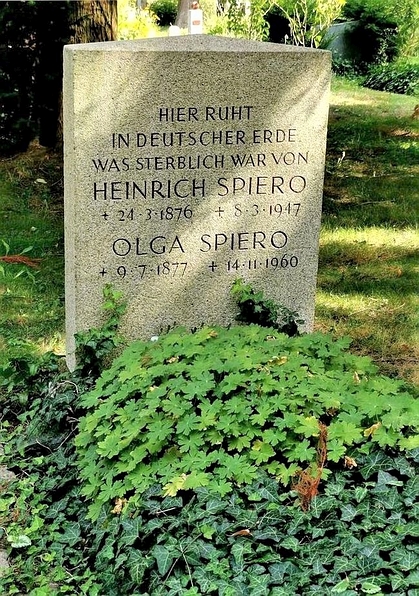 HIER RUHT
IN DEUTSCHER ERDE
WAS STERBLICH WAR VON
HEINRICH SPIERO
+ 24·3·1876 + 8·3·1947
OLGA SPIERO
+ 9·7·1877 + 14·11·1960